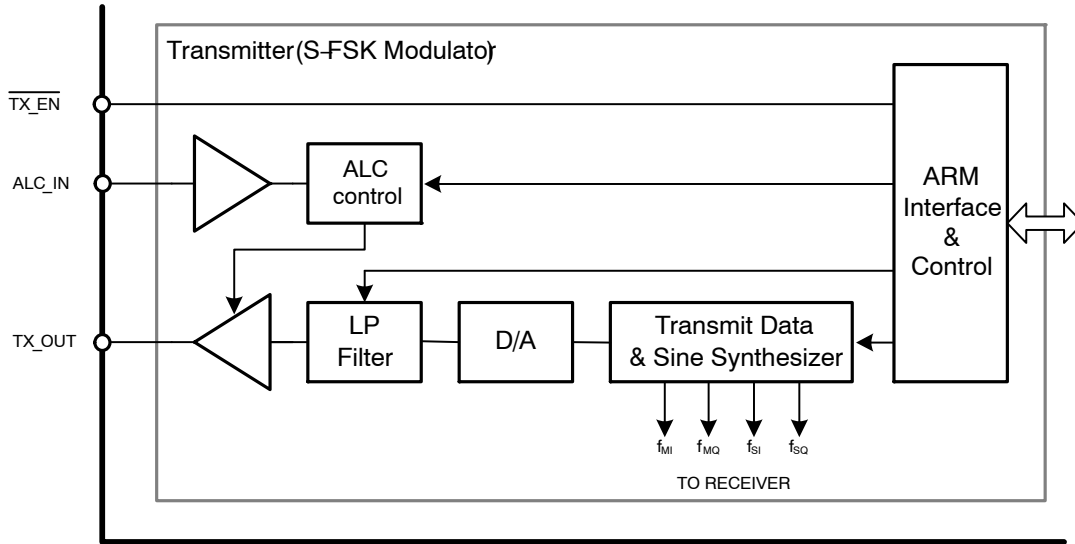 Transmitter (S-FSK Modulator)
TX_EN
ALC_IN
ALC
control
ARM
Interface
&
Control
TX_OUT
LP
Filter
D/A
Transmit Data
& Sine Synthesizer
fMI
fMQ
fSI
fSQ
TO RECEIVER